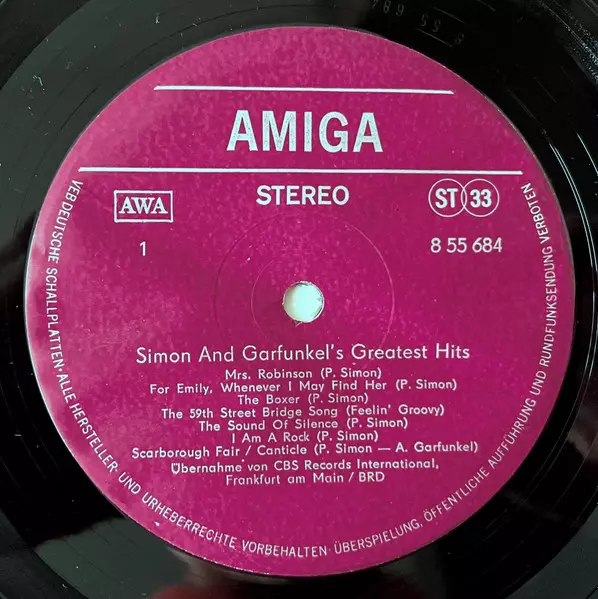 AMIGA
AWA
STEREO
ST 33
1
8 55 684
Simon And Garfunkel's Greatest Hits
Mrs. Robinson (P. Simon)
For Emily, Whenever I May Find Her (P. Simon)
The Boxer (P. Simon)
The 59th Street Bridge Song (Feelin' Groovy)
The Sound Of Silence (P. Simon)
I Am A Rock (P. Simon)
Scarborough Fair / Canticle (P. Simon — A. Garfunkel)
Übernahme von CBS Records International,
Frankfurt am Main / BRD
VEB DEUTSCHE SCHALLPLATTEN · ALLE HERSTELLER- UND URHEBERRECHTE VORBEHALTEN · ÜBERSPIELUNG, ÖFFENTLICHE AUFFÜHRUNG UND RUNDFUNKSENDUNG VERBOTEN